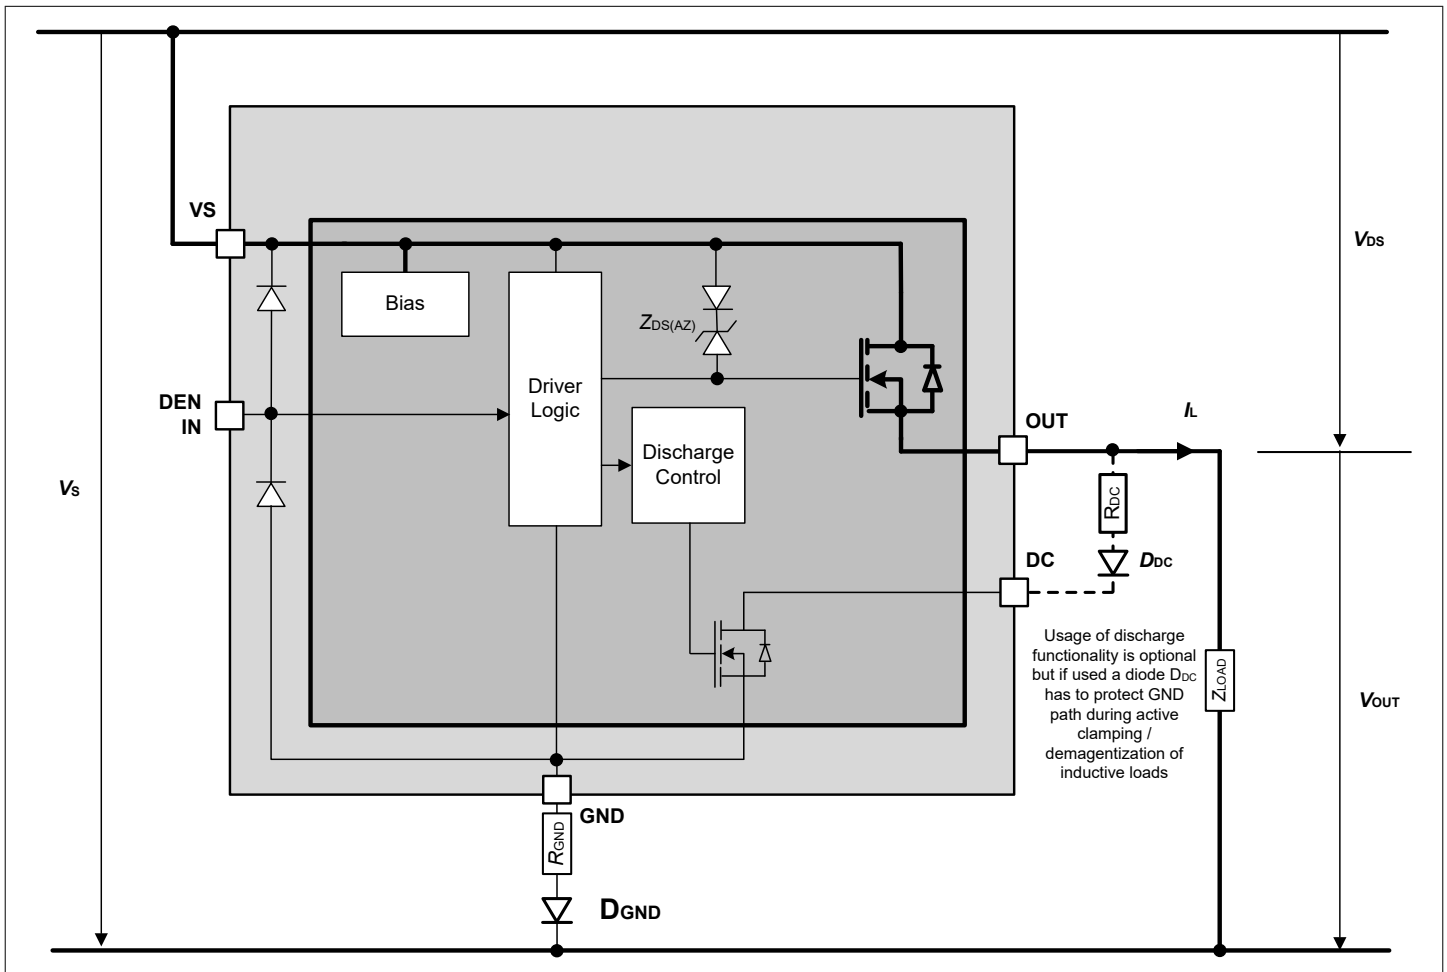 VS
VDS
Bias
ZDS(AZ)
DEN
IN
Driver
Logic
OUT
IL
Discharge
Control
VS
RDC
DC
DDC
Usage of discharge
functionality is optional
but if used a diode DDC
has to protect GND
path during active
clamping /
demagentization of
inductive loads
ZLOAD
VOUT
GND
RGND
DGND